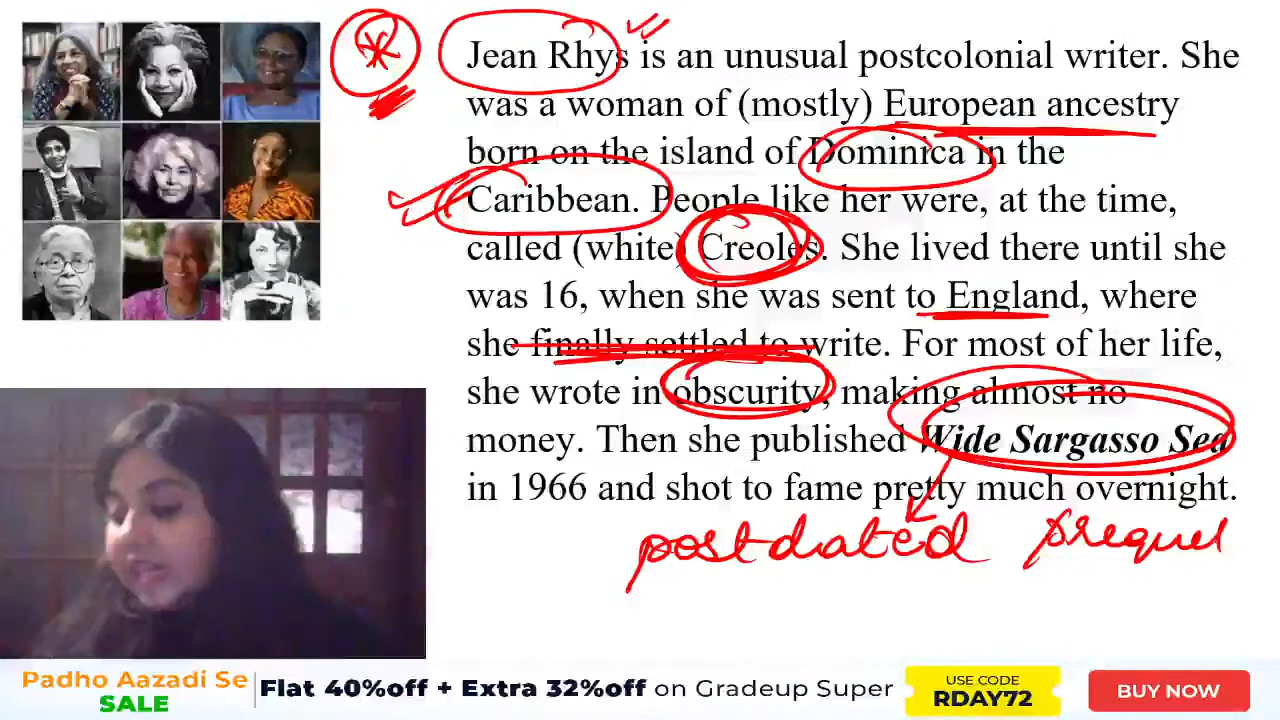 Jean Rhys is an unusual postcolonial writer. She
was a woman of (mostly) European ancestry
born on the island of Dominica in the
Caribbean. People like her were, at the time,
called (white) Creoles. She lived there until she
was 16, when she was sent to England, where
she finally settled to write. For most of her life,
she wrote in obscurity, making almost no
money. Then she published Wide Sargasso Sea
in 1966 and shot to fame pretty much overnight.
postdated prequel
Padho Aazadi Se
SALE
Flat 40%off + Extra 32%off on Gradeup Super
USE CODE
RDAY72
BUY NOW